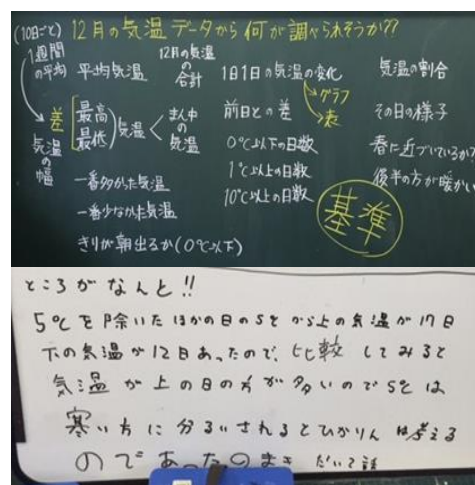 (10日ごと) 12月の気温データから何が調べられそうか??
1週間の平均
平均気温
12月の気温の合計
1日1日の気温の変化
グラフ
表
気温の割合
差
最高
最低
気温
まん中の気温
前日との差
その日の様子
気温の幅
0℃以下の日数
春に近づいているか?
1℃以上の日数
後半の方が暖かい
一番多かった気温
10℃以上の日数
一番少なかった気温
基準
きりが朝出るか(0℃以下)
ところがなんと!!
5℃を除いたほかの日の5℃から上の気温が17日
下の気温が12日あったので、比較してみると
気温が上の日の方が多いので5℃は
寒い方に分るいされるとひかりんは考える
のであったのまき